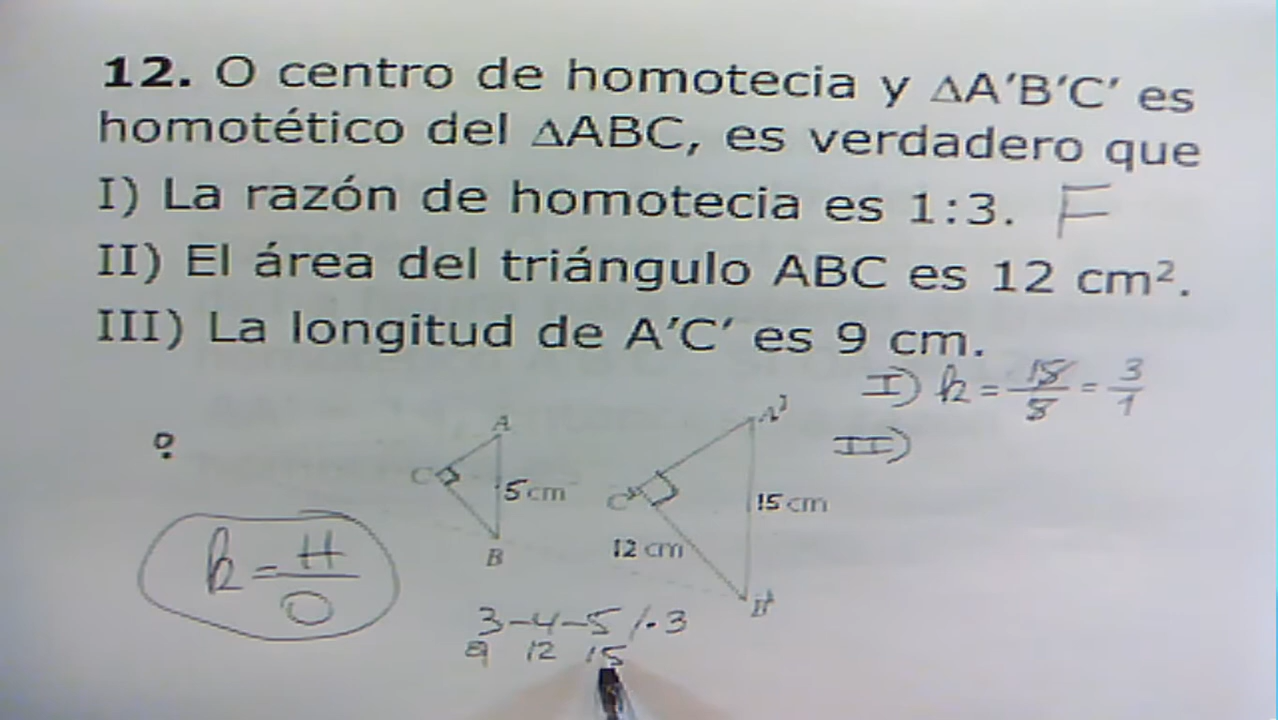 12. O centro de homotecia y ΔA'B'C' es
homotético del ΔABC, es verdadero que
I) La razón de homotecia es 1:3. F
II) El área del triángulo ABC es 12 cm².
III) La longitud de A'C' es 9 cm.
I) k = 15/5 = 3/1
II)
O
A
C
5 cm
B
A'
C'
15 cm
12 cm
B'
k = H/O
3-4-5 /·3
9 12 15